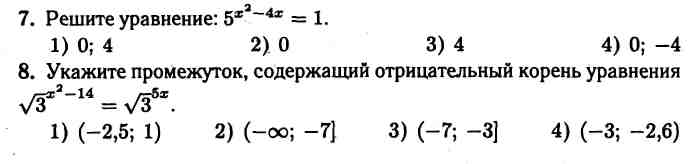 7. Решите уравнение: 5^{x^2−4x} = 1.
1) 0; 4 2) 0 3) 4 4) 0; −4
8. Укажите промежуток, содержащий отрицательный корень уравнения
√3^{x^2−14} = √3^{5x}.
1) (−2,5; 1) 2) (−∞; −7] 3) (−7; −3] 4) (−3; −2,6)